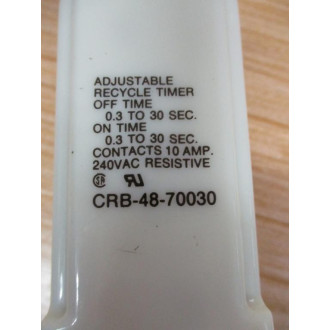 ADJUSTABLE
RECYCLE TIMER
OFF TIME
0.3 TO 30 SEC.
ON TIME
0.3 TO 30 SEC.
CONTACTS 10 AMP.
240VAC RESISTIVE
CRB-48-70030